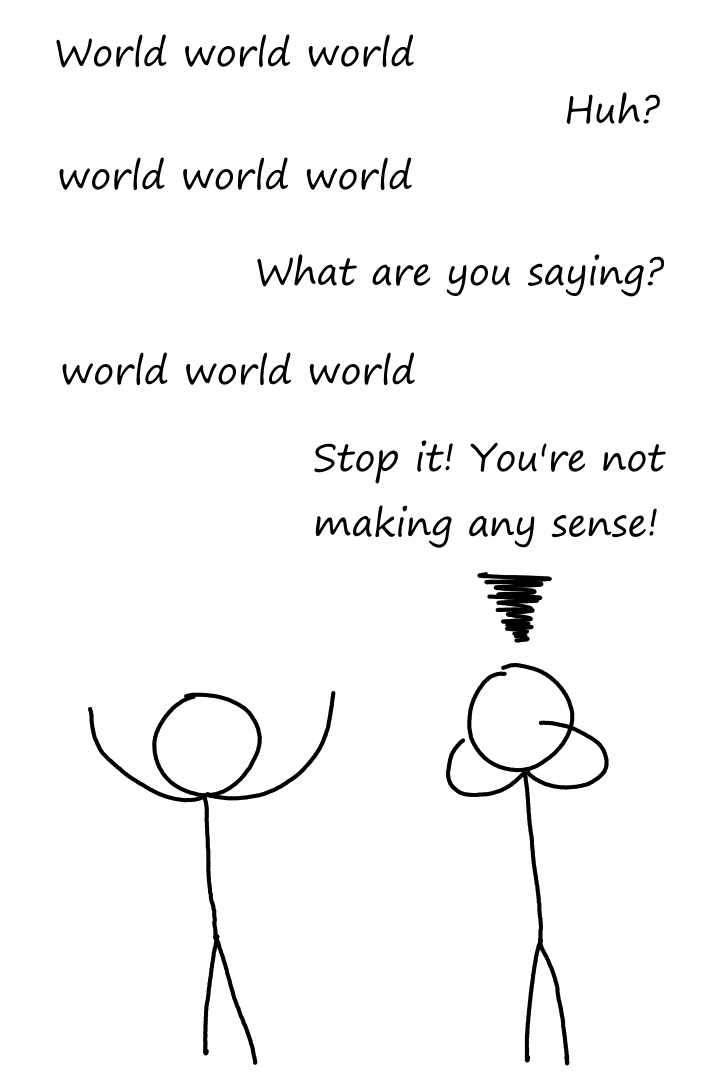 World world world
Huh?
world world world
What are you saying?
world world world
Stop it! You're not
making any sense!